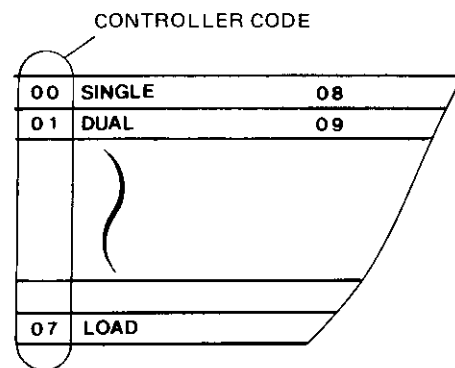 CONTROLLER CODE
00 SINGLE 08
01 DUAL 09
07 LOAD